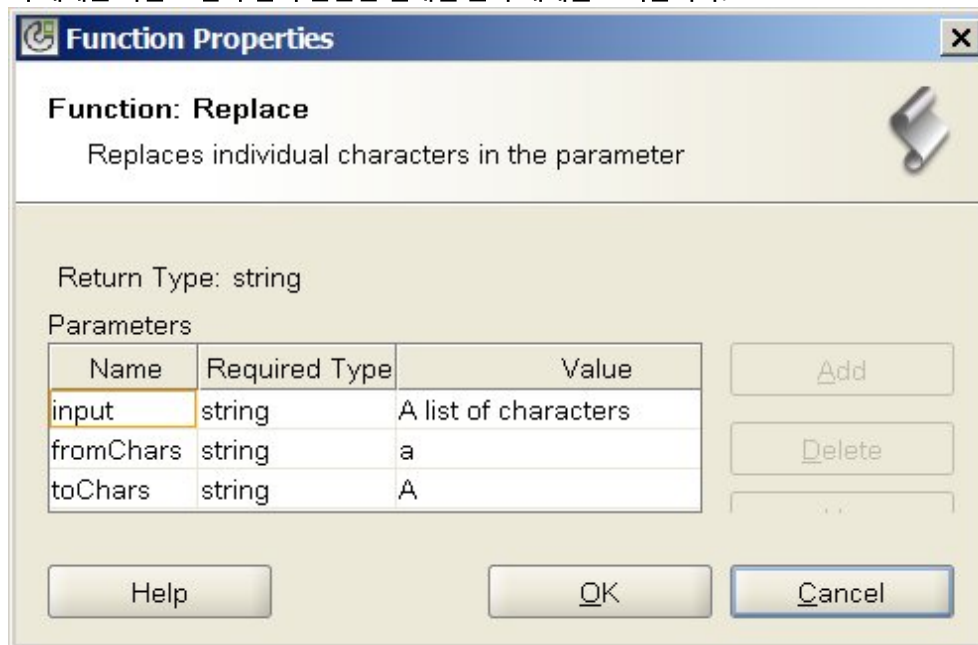 Function Properties
Function: Replace
Replaces individual characters in the parameter
Return Type: string
Parameters
Name Required Type Value
input string A list of characters
fromChars string a
toChars string A
Add
Delete
Help OK Cancel